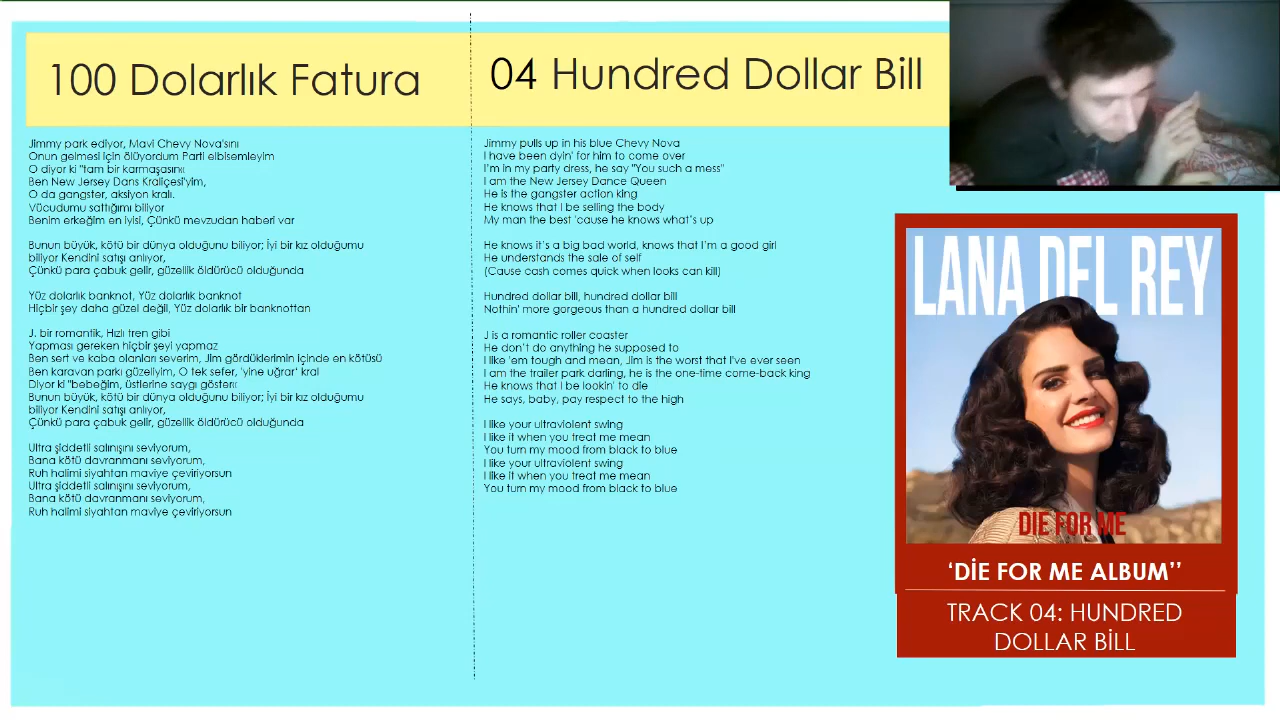 100 Dolarlık Fatura
Jimmy park ediyor, Mavi Chevy Nova'sını
Onun gelmesi için ölüyordum Parti elbisemleyim
O diyor ki "tam bir karmaşasın"
Ben New Jersey Dans Kraliçesi'yim,
O da gangster, aksiyon kralı.
Vücudumu sattığımı biliyor
Benim erkeğim en iyisi, Çünkü mevzudan haberi var
Bunun büyük, kötü bir dünya olduğunu biliyor; İyi bir kız olduğumu
biliyor Kendini satışı anlıyor,
Çünkü para çabuk gelir, güzellik öldürücü olduğunda
Yüz dolarlık banknot, Yüz dolarlık banknot
Hiçbir şey daha güzel değil, Yüz dolarlık bir banknottan
J. bir romantik, Hızlı tren gibi
Yapması gereken hiçbir şeyi yapmaz
Ben sert ve kaba olanları severim, Jim gördüklerimin içinde en kötüsü
Ben karavan parkı güzeliyim, O tek sefer, 'yine uğrar' kral
Diyor ki "bebeğim, üstlerine saygı göster"
Bunun büyük, kötü bir dünya olduğunu biliyor; İyi bir kız olduğumu
biliyor Kendini satışı anlıyor,
Çünkü para çabuk gelir, güzellik öldürücü olduğunda
Ultra şiddetli salınışını seviyorum,
Bana kötü davranmanı seviyorum,
Ruh halimi siyahtan maviye çeviriyorsun
Ultra şiddetli salınışını seviyorum,
Bana kötü davranmanı seviyorum,
Ruh halimi siyahtan maviye çeviriyorsun
04 Hundred Dollar Bill
Jimmy pulls up in his blue Chevy Nova
I have been dyin' for him to come over
I'm in my party dress, he say "You such a mess"
I am the New Jersey Dance Queen
He is the gangster action king
He knows that I be selling the body
My man the best 'cause he knows what's up
He knows it's a big bad world, knows that I'm a good girl
He understands the sale of self
(Cause cash comes quick when looks can kill)
Hundred dollar bill, hundred dollar bill
Nothin' more gorgeous than a hundred dollar bill
J is a romantic roller coaster
He don't do anything he supposed to
I like 'em tough and mean, Jim is the worst that I've ever seen
I am the trailer park darling, he is the one-time come-back king
He knows that I be lookin' to die
He says, baby, pay respect to the high
I like your ultraviolent swing
I like it when you treat me mean
You turn my mood from black to blue
I like your ultraviolent swing
I like it when you treat me mean
You turn my mood from black to blue
LANA DEL REY
DIE FOR ME
'DİE FOR ME ALBUM''
TRACK 04: HUNDRED
DOLLAR BİLL